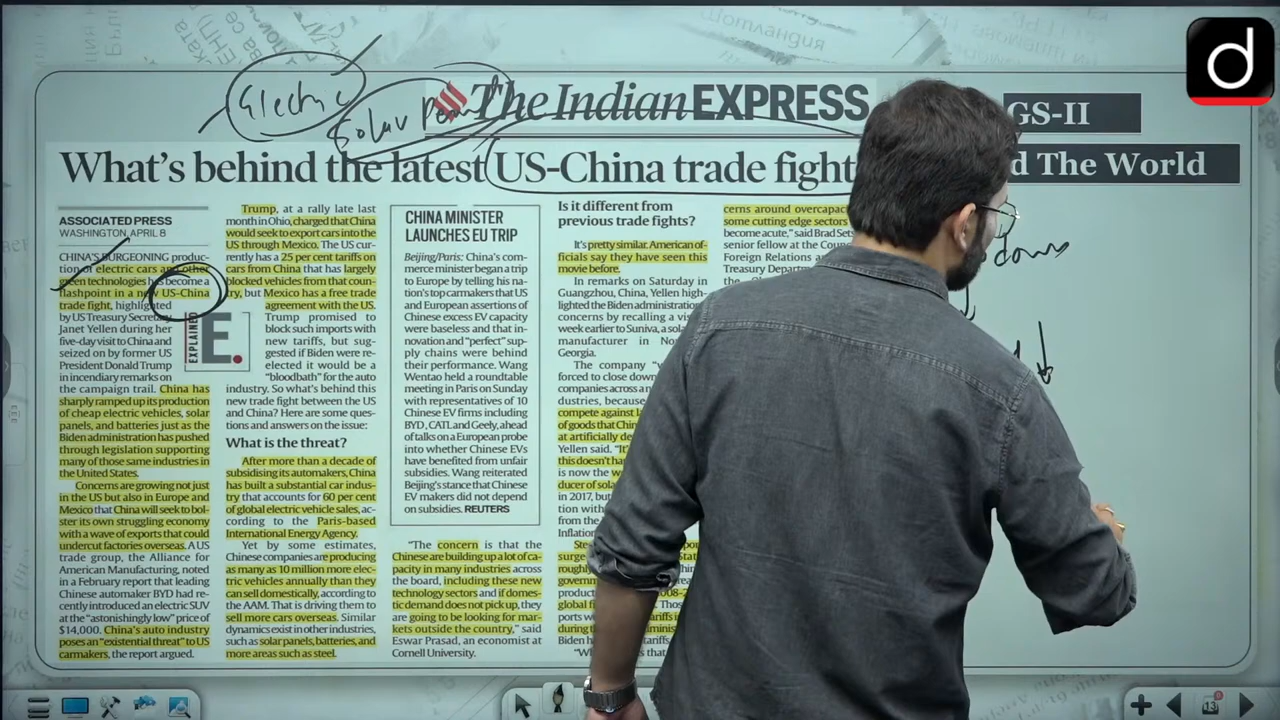 d
Electric
Solar
The Indian EXPRESS
GS-II
What's behind the latest US-China trade fight
d The World
ASSOCIATED PRESS
WASHINGTON, APRIL 8
CHINA'S BURGEONING produc-
tion of electric cars and other
green technologies has become a
flashpoint in a new US-China
trade fight, highlighted
by US Treasury Secretary
Janet Yellen during her
five-day visit to China and
seized on by former US
President Donald Trump
in incendiary remarks on
the campaign trail. China has
sharply ramped up its production
of cheap electric vehicles, solar
panels, and batteries just as the
Biden administration has pushed
through legislation supporting
many of those same industries in
the United States.
Concerns are growing not just
in the US but also in Europe and
Mexico that China will seek to bol-
ster its own struggling economy
with a wave of exports that could
undercut factories overseas. A US
trade group, the Alliance for
American Manufacturing, noted
in a February report that leading
Chinese automaker BYD had re-
cently introduced an electric SUV
at the "astonishingly low" price of
$14,000. China's auto industry
poses an "existential threat" to US
carmakers, the report argued.
EXPLAINED
E.
Trump, at a rally late last
month in Ohio, charged that China
would seek to export cars into the
US through Mexico. The US cur-
rently has a 25 per cent tariffs on
cars from China that has largely
blocked vehicles from that coun-
try, but Mexico has a free trade
agreement with the US.
Trump promised to
block such imports with
new tariffs, but sug-
gested if Biden were re-
elected it would be a
"bloodbath" for the auto
industry. So what's behind this
new trade fight between the US
and China? Here are some ques-
tions and answers on the issue:
What is the threat?
After more than a decade of
subsidising its automakers, China
has built a substantial car indus-
try that accounts for 60 per cent
of global electric vehicle sales, ac-
cording to the Paris-based
International Energy Agency.
Yet by some estimates,
Chinese companies are producing
as many as 10 million more elec-
tric vehicles annually than they
can sell domestically, according to
the AAM. That is driving them to
sell more cars overseas. Similar
dynamics exist in other industries,
such as solar panels, batteries, and
more areas such as steel.
CHINA MINISTER
LAUNCHES EU TRIP
Beijing/Paris: China's com-
merce minister began a trip
to Europe by telling his na-
tion's top carmakers that US
and European assertions of
Chinese excess EV capacity
were baseless and that in-
novation and "perfect" sup-
ply chains were behind
their performance. Wang
Wentao held a roundtable
meeting in Paris on Sunday
with representatives of 10
Chinese EV firms including
BYD, CATL and Geely, ahead
of talks on a European probe
into whether Chinese EVs
have benefited from unfair
subsidies. Wang reiterated
Beijing's stance that Chinese
EV makers did not depend
on subsidies. REUTERS
"The concern is that the
Chinese are building up a lot of ca-
pacity in many industries across
the board, including these new
technology sectors and if domes-
tic demand does not pick up, they
are going to be looking for mar-
kets outside the country," said
Eswar Prasad, an economist at
Cornell University.
Is it different from
previous trade fights?
It's pretty similar. American of-
ficials say they have seen this
movie before.
In remarks on Saturday in
Guangzhou, China, Yellen high-
lighted the Biden administration
concerns by recalling a vis
week earlier to Suniva, a sola
manufacturer in Nor
Georgia.
The company "w
forced to close down
companies across an
dustries, because
compete against la
of goods that Chin
at artificially de
Yellen said. "It'
this doesn't ha
is now the w
ducer of sola
in 2017, but
tion with
from the
Infla
Ste
surge
roughly
governm
product
global fi
ports w
during th
Biden h
"Wh
cerns around overcapac
some cutting edge sectors
become acute," said Brad Sets
senior fellow at the Coun
Foreign Relations an
Treasury Depart
down
13